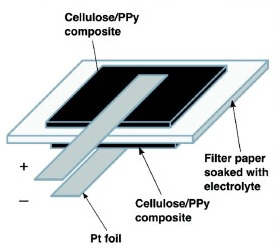 Cellulose/PPy
composite
+
−
Filter paper
soaked with
electrolyte
Cellulose/PPy
composite
Pt foil